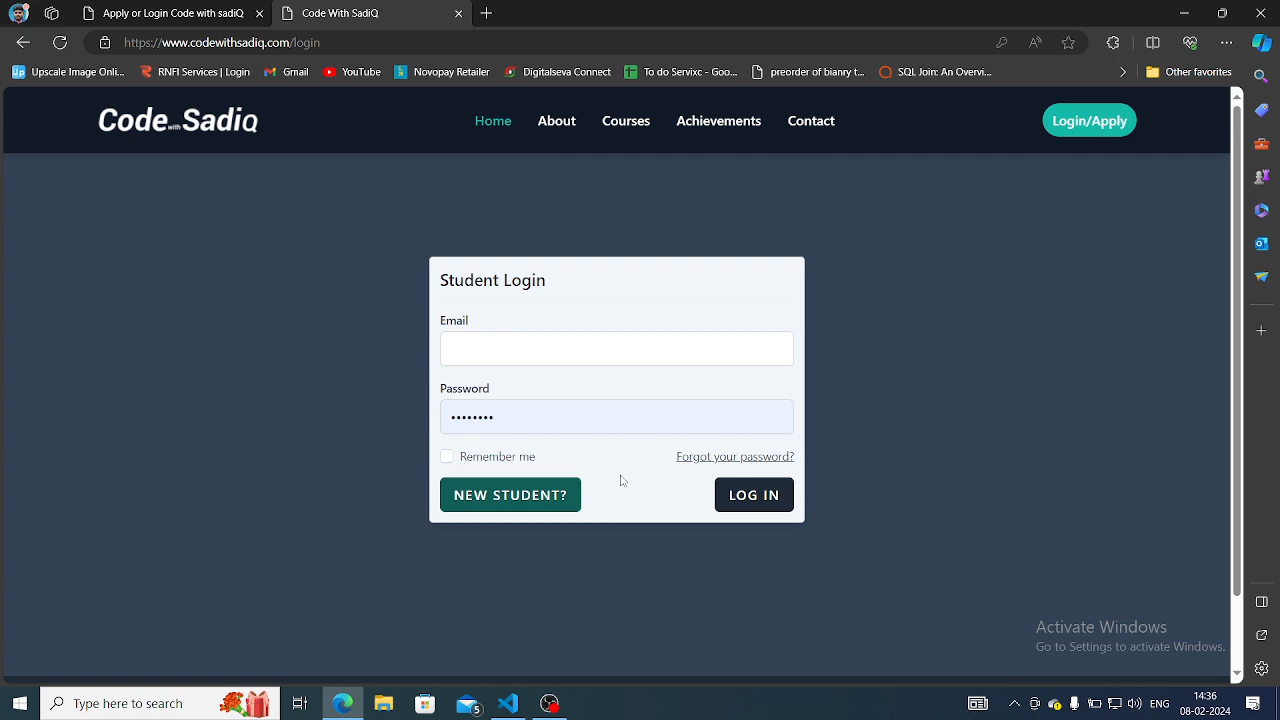 Apply or Login Code with sadiQ
Code With SadiQ
https://www.codewithsadiq.com/login
Upscale Image Onl...
RNFI Services | Login
Gmail
YouTube
Novopay Retailer
Digitalseva Connect
To do Servixc - Goo...
SQL Join: An Overvi...
Other favorites
Code with SadiQ
Home
About
Courses
Achievements
Contact
Login/Apply
Student Login
Email
Password
Remember me
Forgot your password?
NEW STUDENT?
LOG IN
Activate Windows
Go to Settings to activate Windows.
Type here to search
5
ENG
14:36
08-02-2024